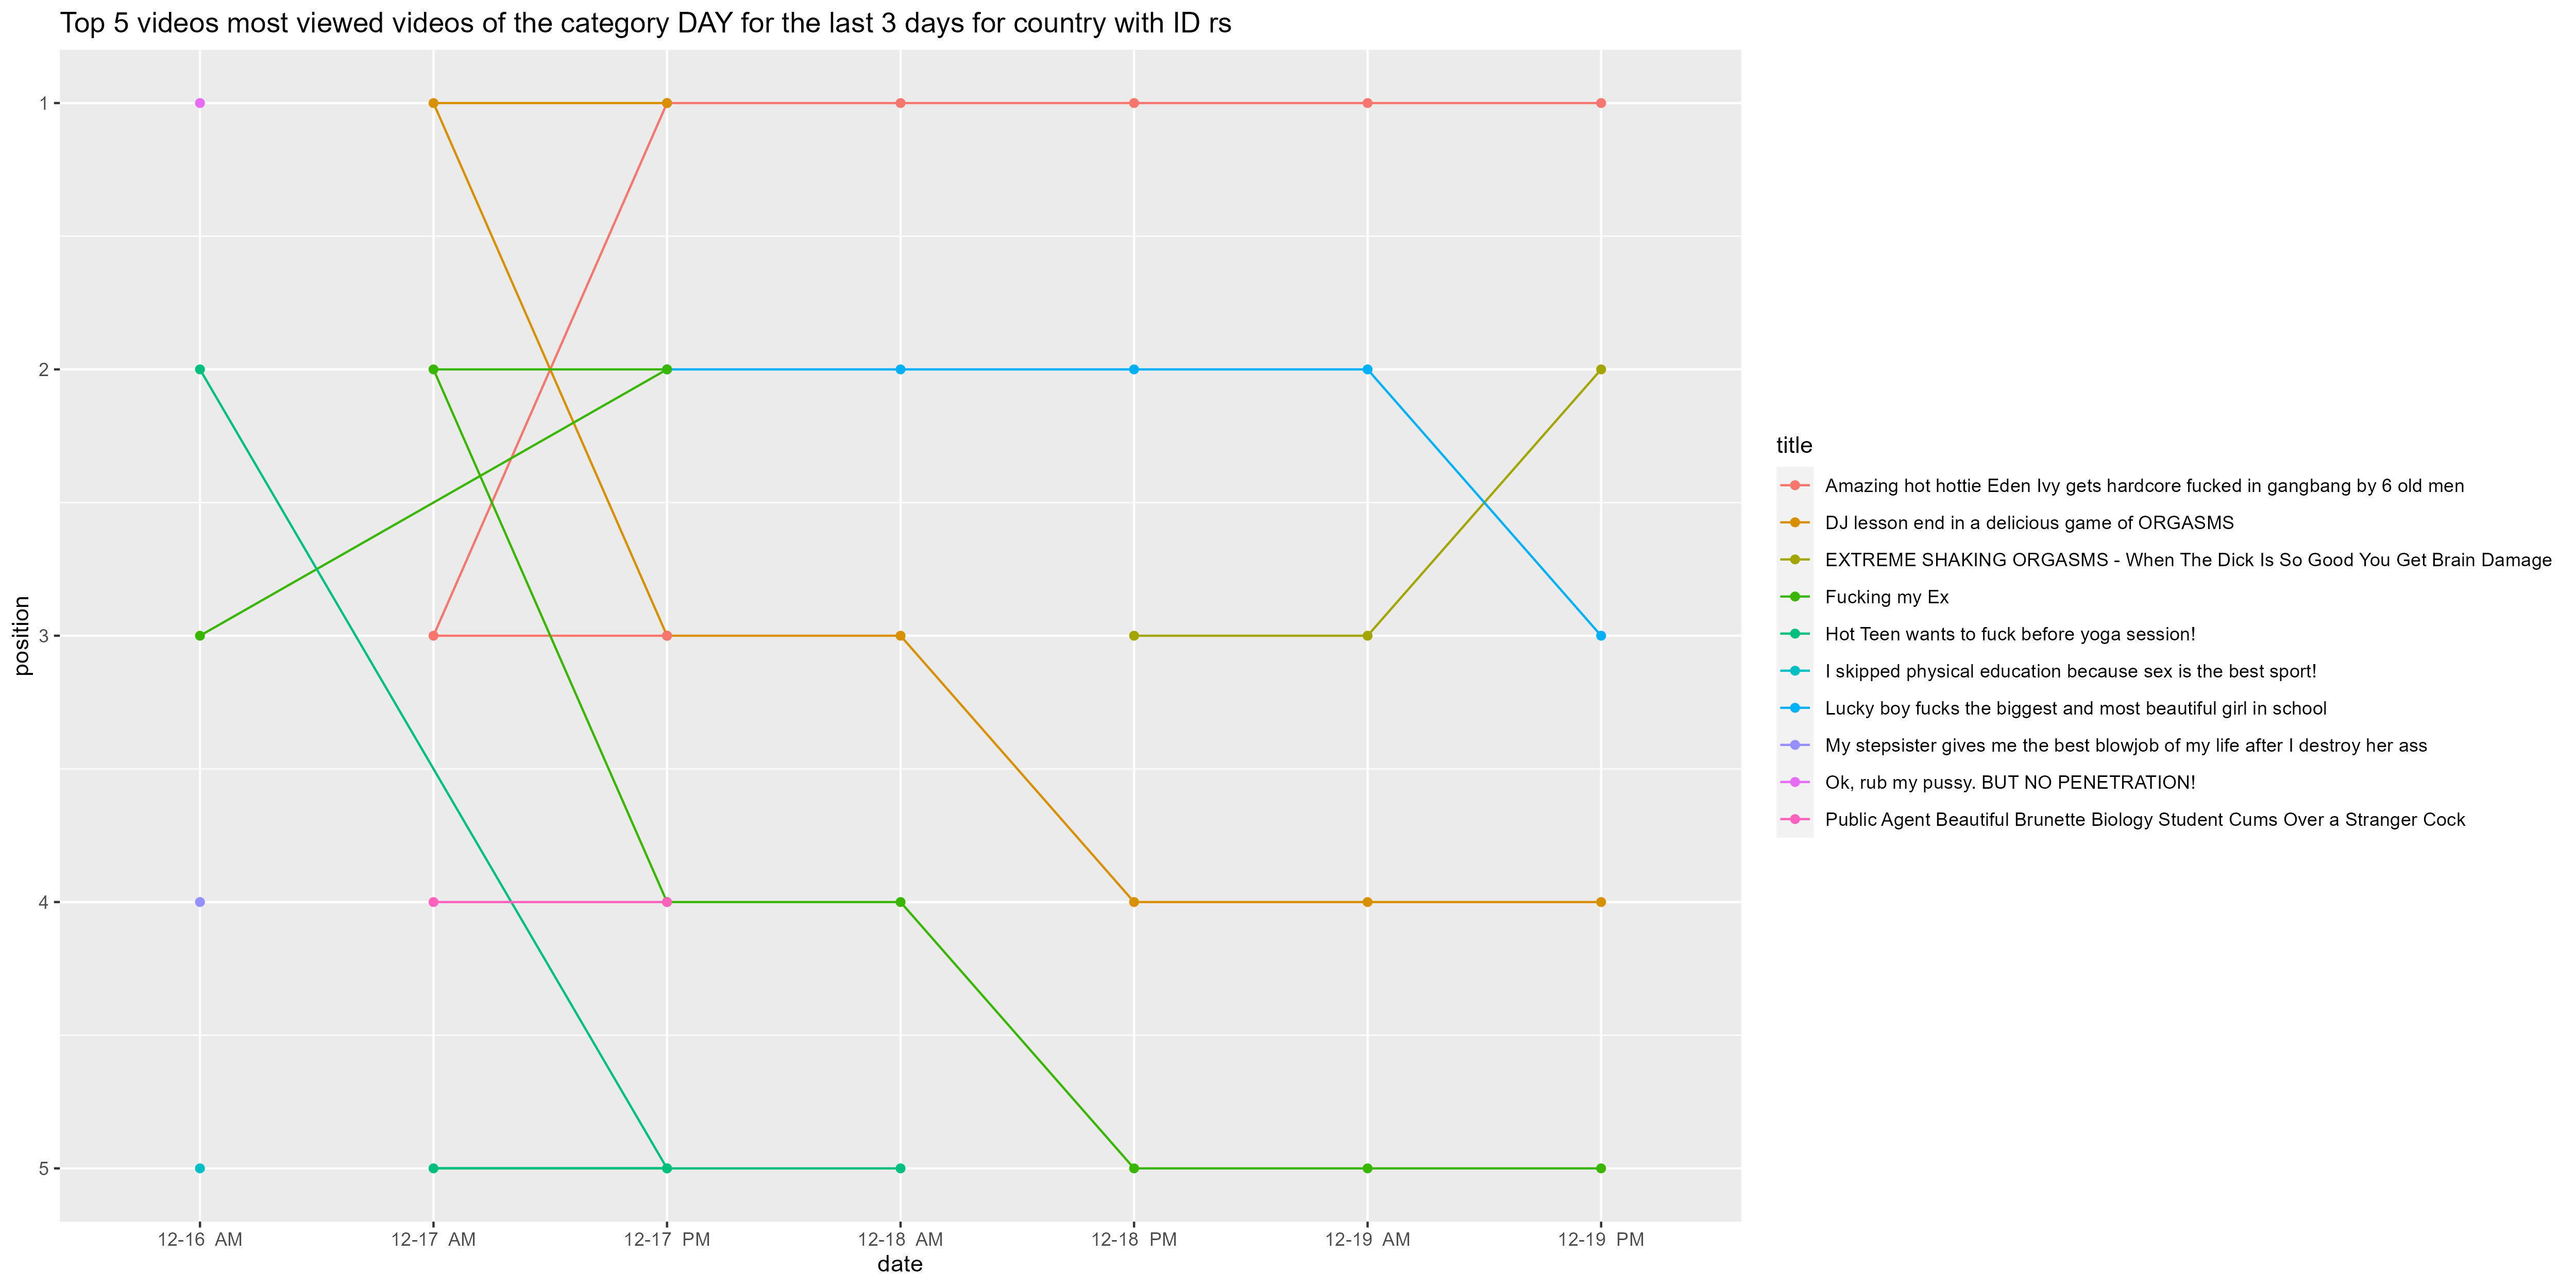 Top 5 videos most viewed videos of the category DAY for the last 3 days for country with ID rs
1
2
3
4
5
position
12-16 AM
12-17 AM
12-17 PM
12-18 AM
12-18 PM
12-19 AM
12-19 PM
date
title
Amazing hot hottie Eden Ivy gets hardcore fucked in gangbang by 6 old men
DJ lesson end in a delicious game of ORGASMS
EXTREME SHAKING ORGASMS - When The Dick Is So Good You Get Brain Damage
Fucking my Ex
Hot Teen wants to fuck before yoga session!
I skipped physical education because sex is the best sport!
Lucky boy fucks the biggest and most beautiful girl in school
My stepsister gives me the best blowjob of my life after I destroy her ass
Ok, rub my pussy. BUT NO PENETRATION!
Public Agent Beautiful Brunette Biology Student Cums Over a Stranger Cock